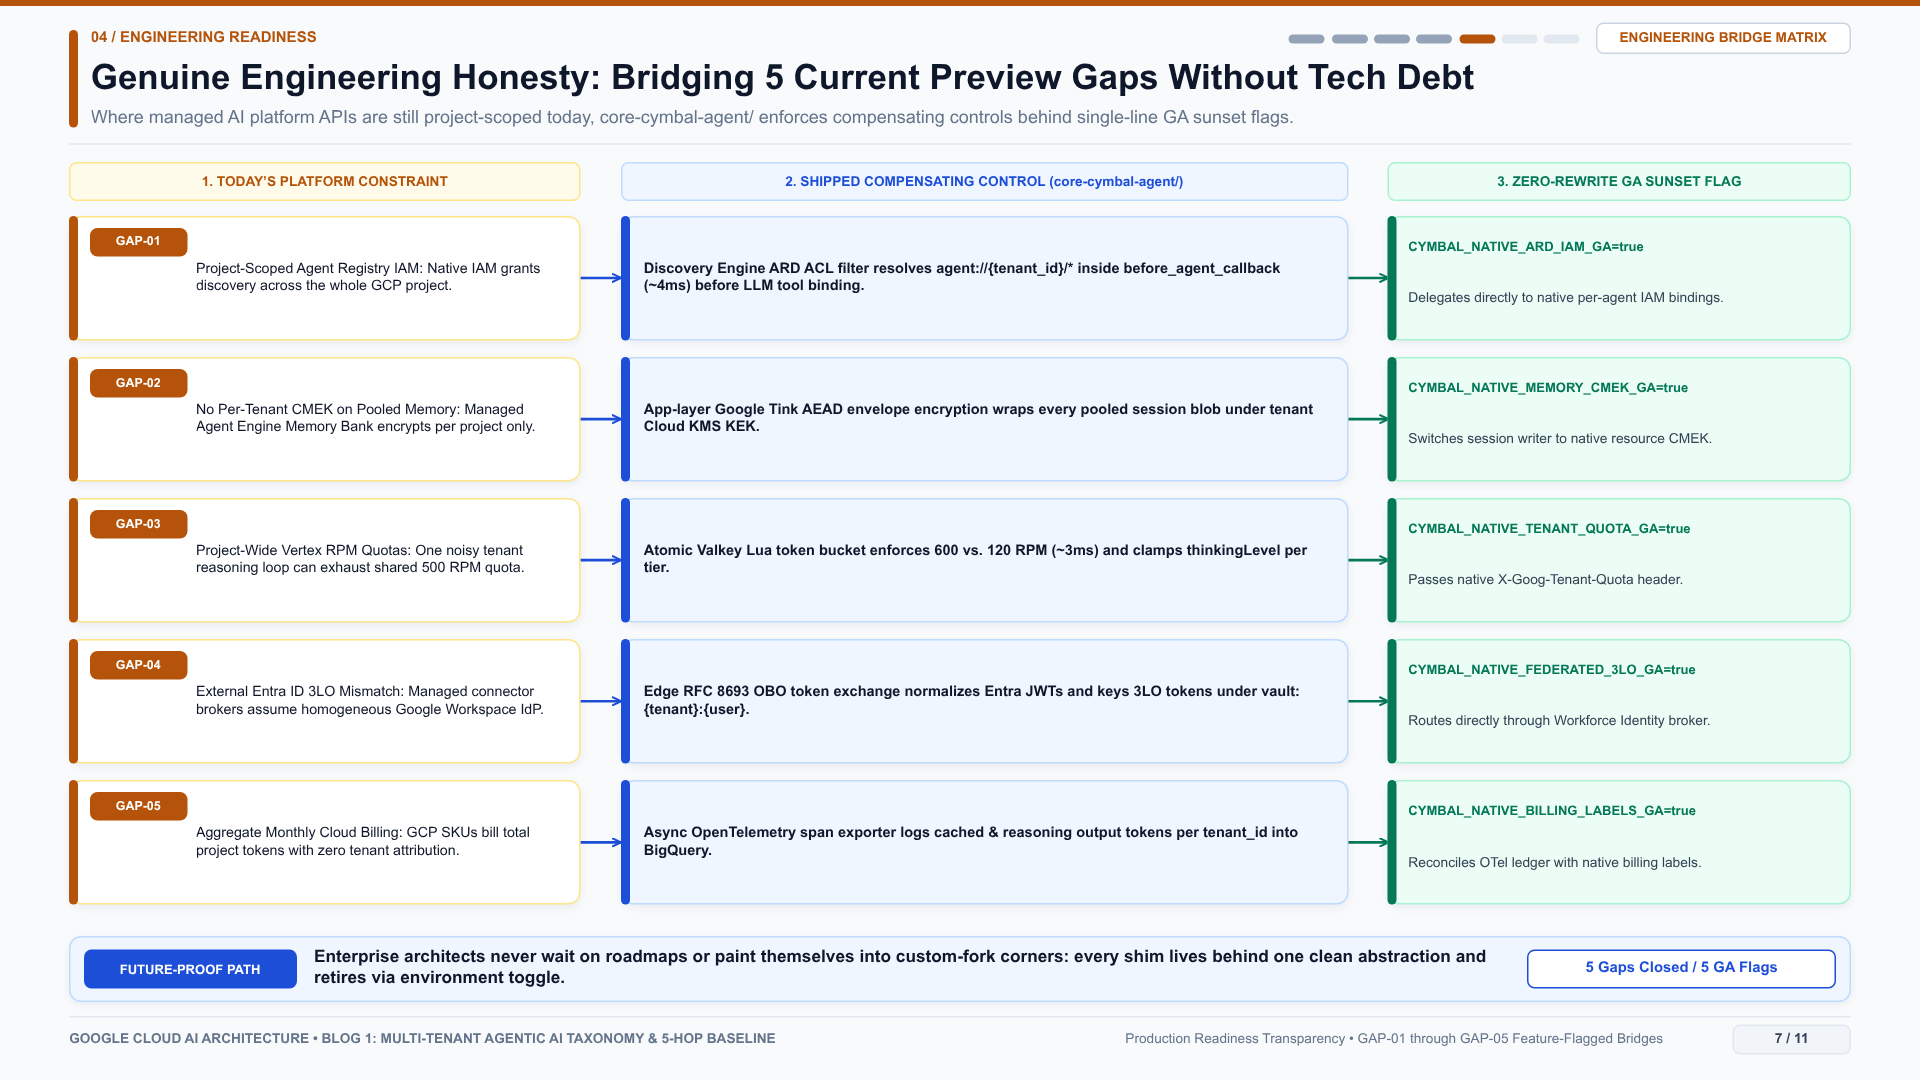 04 / ENGINEERING READINESS
ENGINEERING BRIDGE MATRIX
Genuine Engineering Honesty: Bridging 5 Current Preview Gaps Without Tech Debt
Where managed AI platform APIs are still project-scoped today, core-cymbal-agent/ enforces compensating controls behind single-line GA sunset flags.
1. TODAY’S PLATFORM CONSTRAINT
2. SHIPPED COMPENSATING CONTROL (core-cymbal-agent/)
3. ZERO-REWRITE GA SUNSET FLAG
GAP-01
Project-Scoped Agent Registry IAM: Native IAM grants
discovery across the whole GCP project.
Discovery Engine ARD ACL filter resolves agent://{tenant_id}/* inside before_agent_callback
(~4ms) before LLM tool binding.
CYMBAL_NATIVE_ARD_IAM_GA=true
Delegates directly to native per-agent IAM bindings.
GAP-02
No Per-Tenant CMEK on Pooled Memory: Managed
Agent Engine Memory Bank encrypts per project only.
App-layer Google Tink AEAD envelope encryption wraps every pooled session blob under tenant
Cloud KMS KEK.
CYMBAL_NATIVE_MEMORY_CMEK_GA=true
Switches session writer to native resource CMEK.
GAP-03
Project-Wide Vertex RPM Quotas: One noisy tenant
reasoning loop can exhaust shared 500 RPM quota.
Atomic Valkey Lua token bucket enforces 600 vs. 120 RPM (~3ms) and clamps thinkingLevel per
tier.
CYMBAL_NATIVE_TENANT_QUOTA_GA=true
Passes native X-Goog-Tenant-Quota header.
GAP-04
External Entra ID 3LO Mismatch: Managed connector
brokers assume homogeneous Google Workspace IdP.
Edge RFC 8693 OBO token exchange normalizes Entra JWTs and keys 3LO tokens under vault:
{tenant}:{user}.
CYMBAL_NATIVE_FEDERATED_3LO_GA=true
Routes directly through Workforce Identity broker.
GAP-05
Aggregate Monthly Cloud Billing: GCP SKUs bill total
project tokens with zero tenant attribution.
Async OpenTelemetry span exporter logs cached & reasoning output tokens per tenant_id into
BigQuery.
CYMBAL_NATIVE_BILLING_LABELS_GA=true
Reconciles OTel ledger with native billing labels.
FUTURE-PROOF PATH
Enterprise architects never wait on roadmaps or paint themselves into custom-fork corners: every shim lives behind one clean abstraction and
retires via environment toggle.
5 Gaps Closed / 5 GA Flags
GOOGLE CLOUD AI ARCHITECTURE • BLOG 1: MULTI-TENANT AGENTIC AI TAXONOMY & 5-HOP BASELINE
Production Readiness Transparency • GAP-01 through GAP-05 Feature-Flagged Bridges
7 / 11